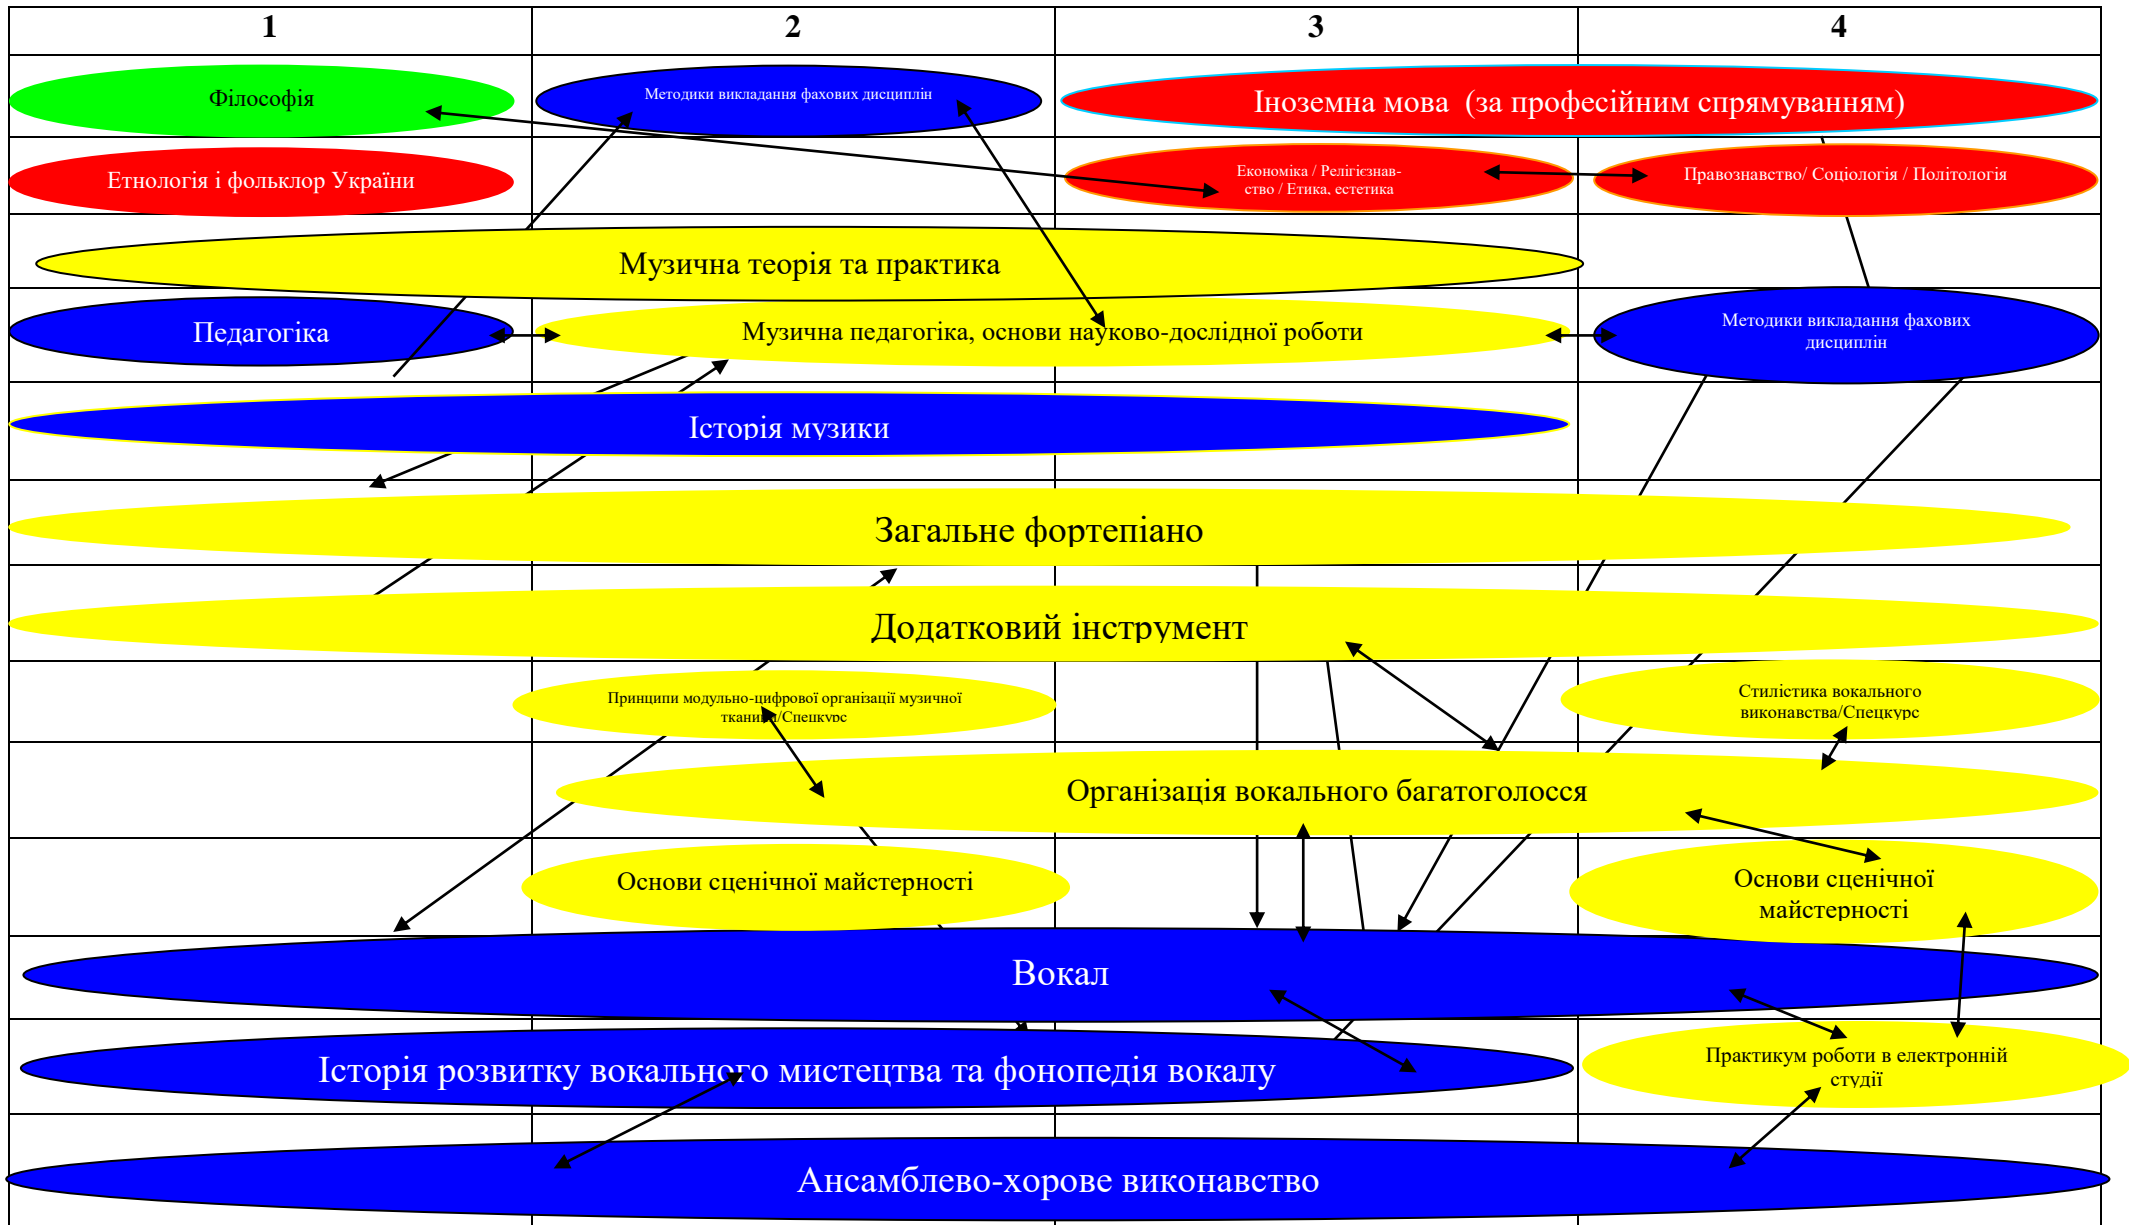 1
2
3
4
Філософія
Методики викладання фахових дисциплін
Іноземна мова (за професійним спрямуванням)
Етнологія і фольклор України
Економіка / Релігієзнав-
ство / Етика, естетика
Правознавство/ Соціологія / Політологія
Музична теорія та практика
Педагогіка
Музична педагогіка, основи науково-дослідної роботи
Методики викладання фахових
дисциплін
Історія музики
Загальне фортепіано
Додатковий інструмент
Принципи модульно-цифрової організації музичної
тканини/Спецкурс
Стилістика вокального
виконавства/Спецкурс
Організація вокального багатоголосся
Основи сценічної майстерності
Основи сценічної
майстерності
Вокал
Історія розвитку вокального мистецтва та фонопедія вокалу
Практикум роботи в електронній
студії
Ансамблево-хорове виконавство